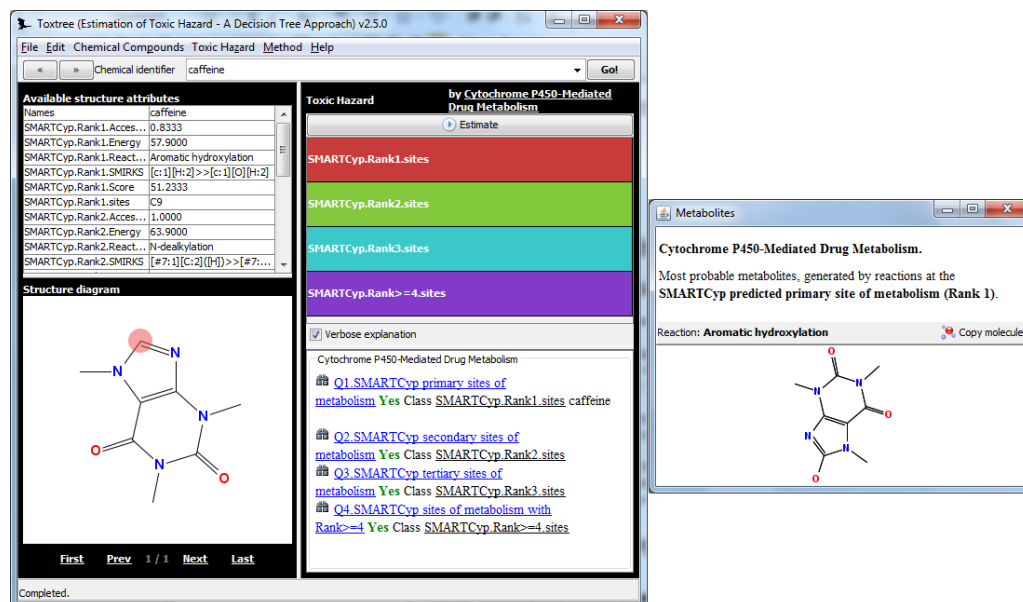 Toxtree (Estimation of Toxic Hazard - A Decision Tree Approach) v2.5.0
File Edit Chemical Compounds Toxic Hazard Method Help
« » Chemical identifier caffeine Go!
Available structure attributes
Names caffeine
SMARTCyp.Rank1.Acces... 0.8333
SMARTCyp.Rank1.Energy 57.9000
SMARTCyp.Rank1.React... Aromatic hydroxylation
SMARTCyp.Rank1.SMIRKS [c:1][H:2]>>[c:1][O][H:2]
SMARTCyp.Rank1.Score 51.2333
SMARTCyp.Rank1.sites C9
SMARTCyp.Rank2.Acces... 1.0000
SMARTCyp.Rank2.Energy 63.9000
SMARTCyp.Rank2.React... N-dealkylation
SMARTCyp.Rank2.SMIRKS [#7:1][C:2]([H])>>[#7:...
Structure diagram
N
N
N
O
N
O
First Prev 1 / 1 Next Last
Completed.
Toxic Hazard
by Cytochrome P450-Mediated
Drug Metabolism
Estimate
SMARTCyp.Rank1.sites
SMARTCyp.Rank2.sites
SMARTCyp.Rank3.sites
SMARTCyp.Rank>=4.sites
Verbose explanation
Cytochrome P450-Mediated Drug Metabolism
Q1.SMARTCyp primary sites of
metabolism Yes Class SMARTCyp.Rank1.sites caffeine
Q2.SMARTCyp secondary sites of
metabolism Yes Class SMARTCyp.Rank2.sites
Q3.SMARTCyp tertiary sites of
metabolism Yes Class SMARTCyp.Rank3.sites
Q4.SMARTCyp sites of metabolism with
Rank>=4 Yes Class SMARTCyp.Rank>=4.sites
Metabolites
Cytochrome P450-Mediated Drug Metabolism.
Most probable metabolites, generated by reactions at the
SMARTCyp predicted primary site of metabolism (Rank 1).
Reaction: Aromatic hydroxylation Copy molecule
O
N
N
O
N
N
O